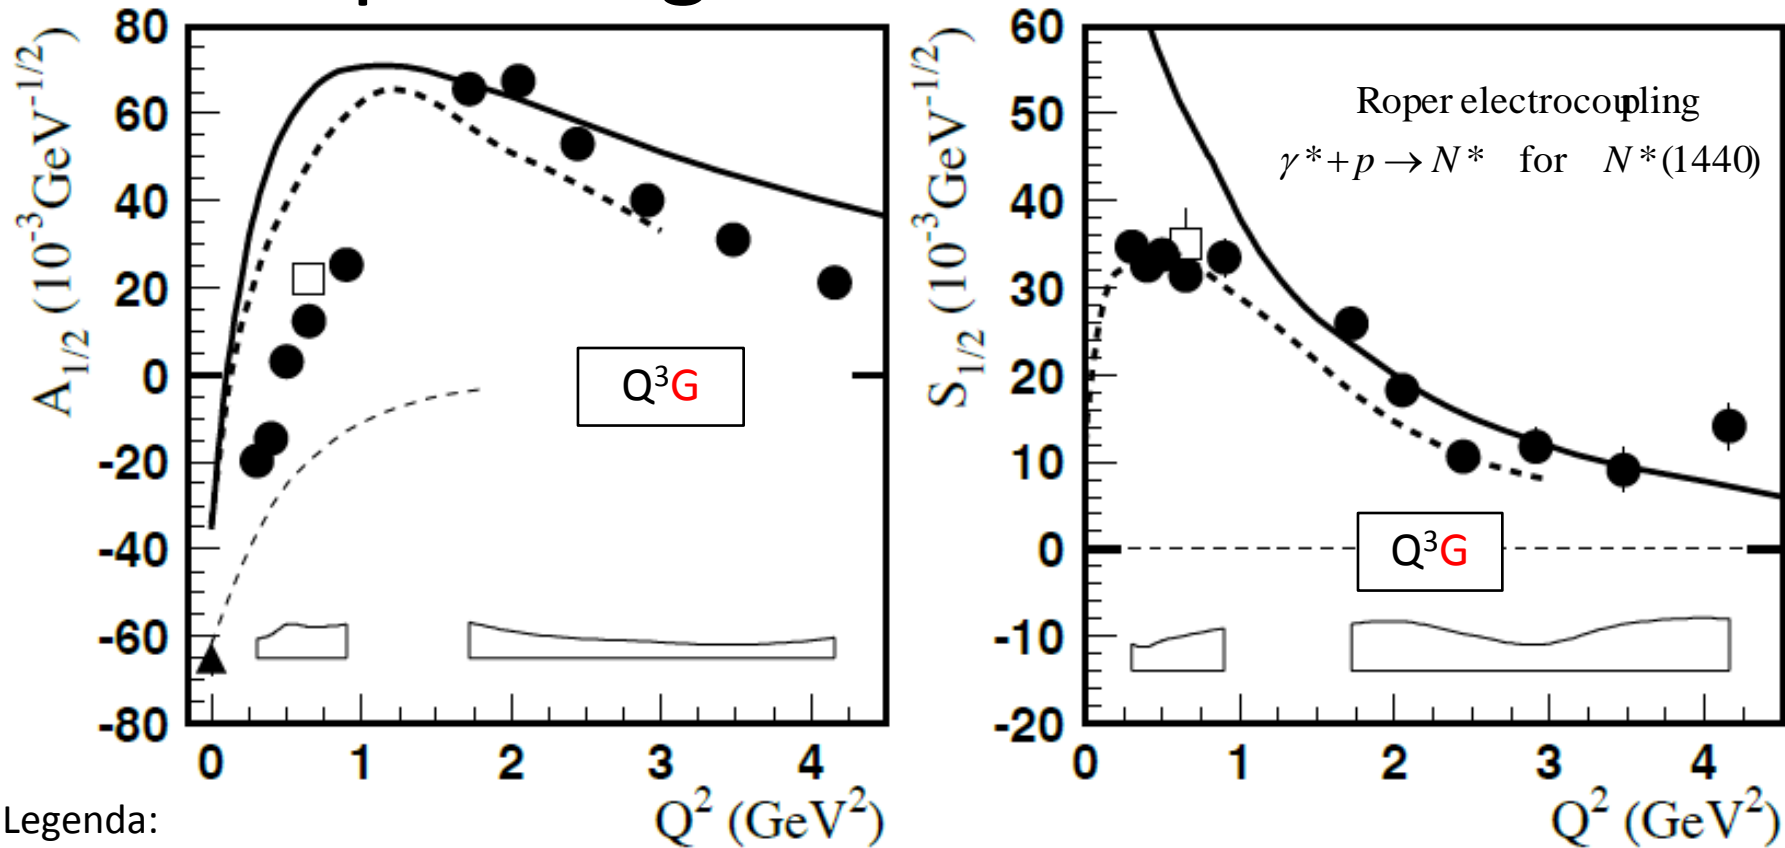 80
60
40
20
0
-20
-40
-60
-80
A1/2 (10-3GeV-1/2)
Q3G
0 1 2 3 4
Q2 (GeV2)
60
50
40
30
20
10
0
-10
-20
S1/2 (10-3GeV-1/2)
Roper electrocoupling
γ*+p → N* for N*(1440)
Q3G
0 1 2 3 4
Q2 (GeV2)
Legenda: